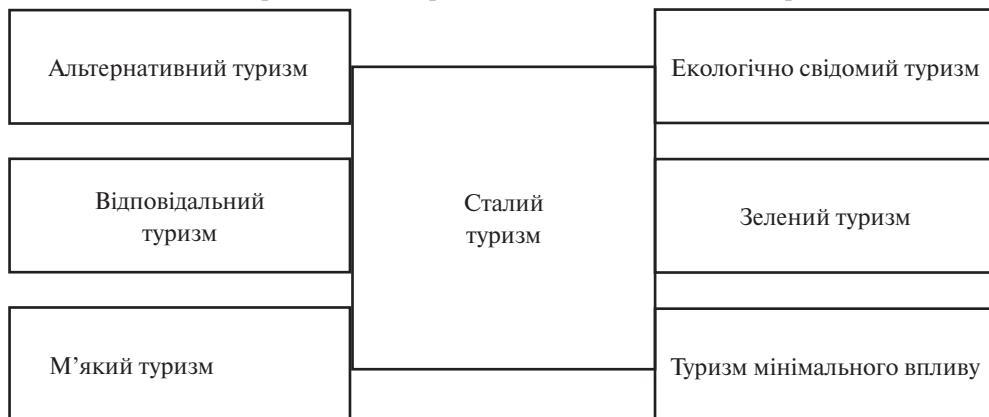 Альтернативний туризм
Екологічно свідомий туризм
Відповідальний
туризм
Сталий
туризм
Зелений туризм
М’який туризм
Туризм мінімального впливу